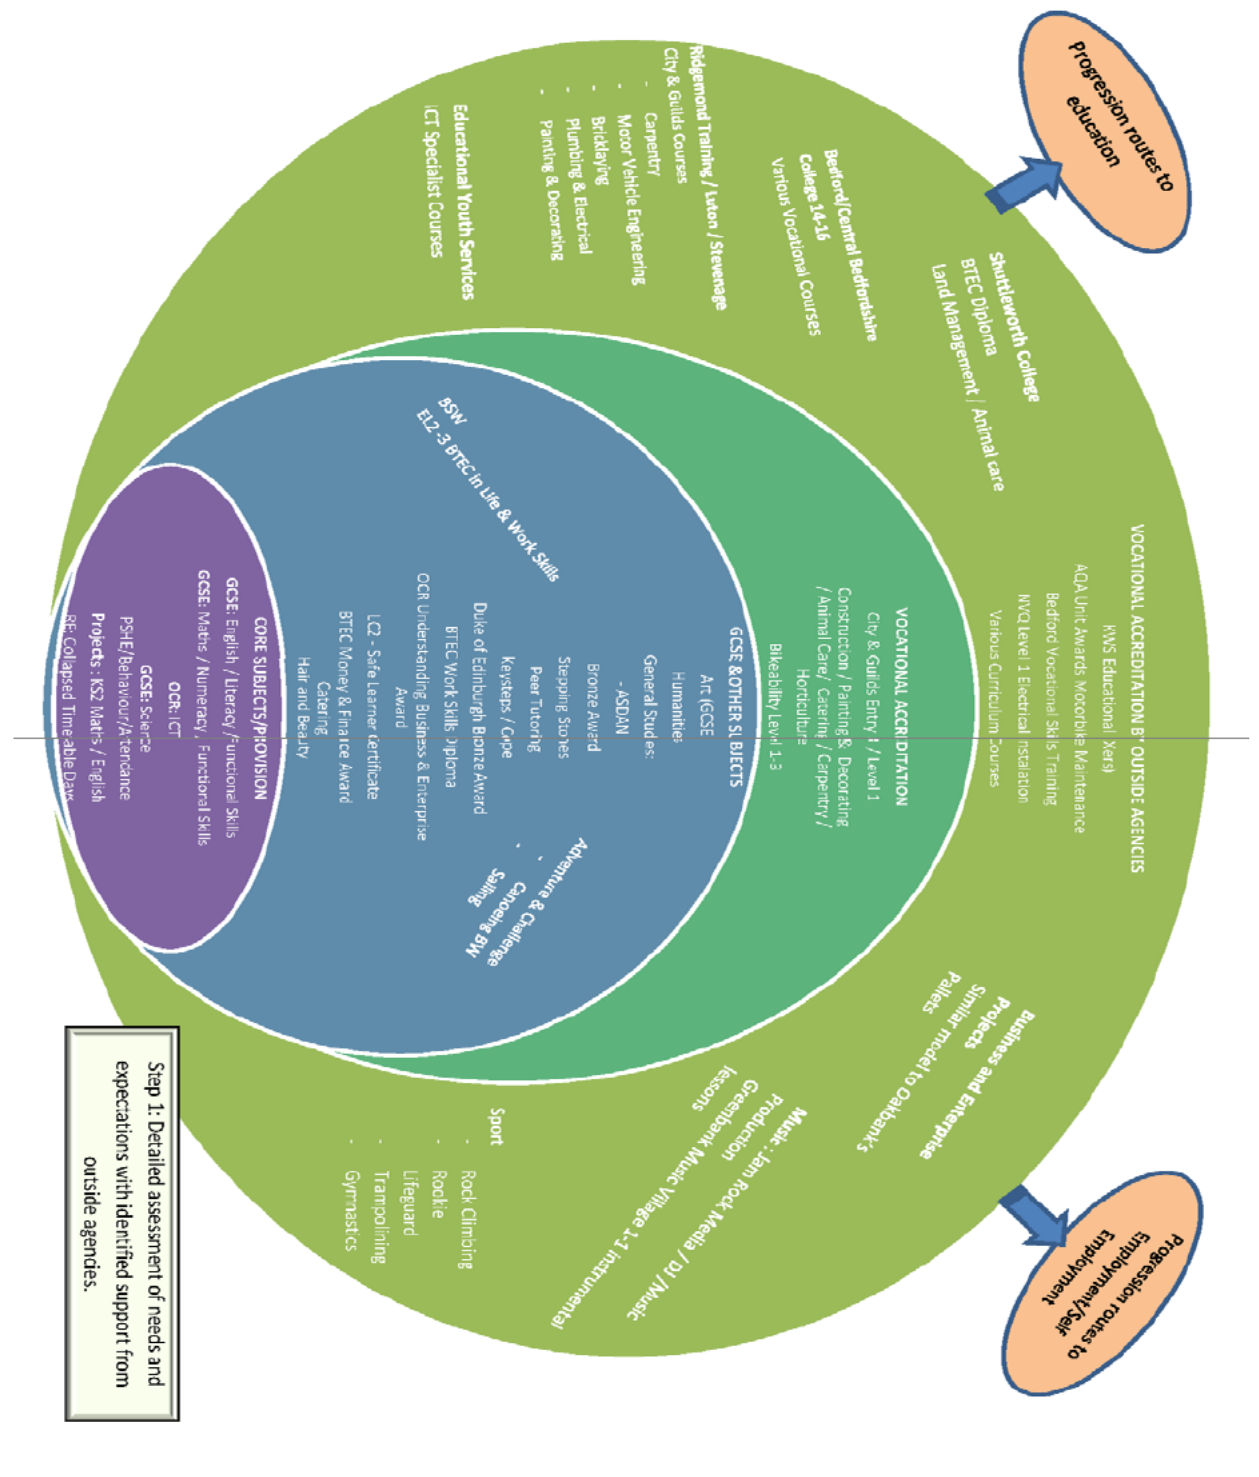 Progression routes to
education
Progression routes to
Employment/Self
Employment
VOCATIONAL ACCREDITATION BY OUTSIDE AGENCIES
KWS Educational Xers)
AQA Unit Awards Motorbike Maintenance
Bedford Vocational Skills Training
NVQ Level 1 Electrical Instalation
Various Curriculum Courses
Shuttleworth College
BTEC Diploma
Land Management / Animal care
Bedford/Central Bedfordshire
College 14-16
Various Vocational Courses
Ridgemond Training / Luton / Stevenage
City & Guilds Courses
- Carpentry
- Motor Vehicle Engineering
- Bricklaying
- Plumbing & Electrical
- Painting & Decorating
Educational Youth Services
ICT Specialist Courses
Business and Enterprise
Projects
Similar model to Oakbank's
Pallets
Music : Jam Rock Media / DJ / Music
Production
Greenbank Music Village 1-1 instrumental
lessons
Sport
- Rock Climbing
- Rookie
Lifeguard
- Trampolining
- Gymnastics
VOCATIONAL ACCREDITATION
City & Guilds Entry / Level 1
Construction / Painting & Decorating
/ Animal Care/ Catering / Carpentry /
Horticulture
Bikeability Level 1-3
GCSE & OTHER SUBJECTS
Art (GCSE
Humanities
General Studies:
- ASDAN
Bronze Award
Stepping Stones
Peer Tutoring
Keysteps / Cope
Duke of Edinburgh Bronze Award
BTEC Work Skills Diploma
OCR Understanding Business & Enterprise
Award
LC2 - Safe Learner Certificate
BTEC Money & Finance Award
Catering
Hair and Beauty
BSW
EL2 -3 BTEC in Life & Work Skills
Adventure & Challenge
- Canoeing BW
- Sailing
CORE SUBJECTS/PROVISION
GCSE: English / Literacy /Functional Skills
GCSE: Maths / Numeracy / Functional Skills
OCR: ICT
GCSE: Science
PSHE/Behaviour/Attendance
Projects : KS2 Maths / English
RE: Collapsed Timetable Days
Step 1: Detailed assessment of needs and
expectations with identified support from
outside agencies.